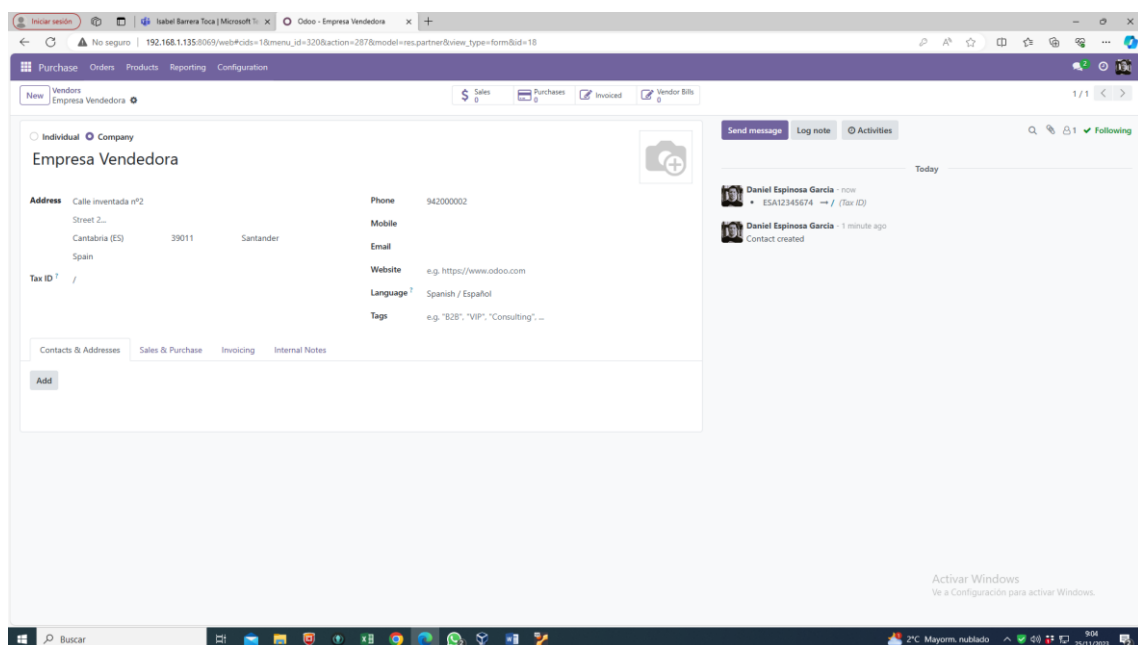 Iniciar sesión Isabel Barrera Toca | Microsoft Te Odoo - Empresa Vendedora
No seguro 192.168.1.135:8069/web#cids=1&menu_id=320&action=287&model=res.partner&view_type=form&id=18
Purchase Orders Products Reporting Configuration 2
New Vendors
Empresa Vendedora
$ Sales 0 Purchases 0 Invoiced Vendor Bills 0
1 / 1
Individual Company
Empresa Vendedora
Address Calle inventada nº2
Street 2...
Cantabria (ES) 39011 Santander
Spain
Tax ID ? /
Phone 942000002
Mobile
Email
Website e.g. https://www.odoo.com
Language ? Spanish / Español
Tags e.g. "B2B", "VIP", "Consulting", ...
Contacts & Addresses Sales & Purchase Invoicing Internal Notes
Add
Send message Log note Activities 1 Following
Today
Daniel Espinosa Garcia - now
• ESA12345674 → / (Tax ID)
Daniel Espinosa Garcia - 1 minute ago
Contact created
Activar Windows
Ve a Configuración para activar Windows.
Buscar 2°C Mayorm. nublado 9:04
25/11/2023